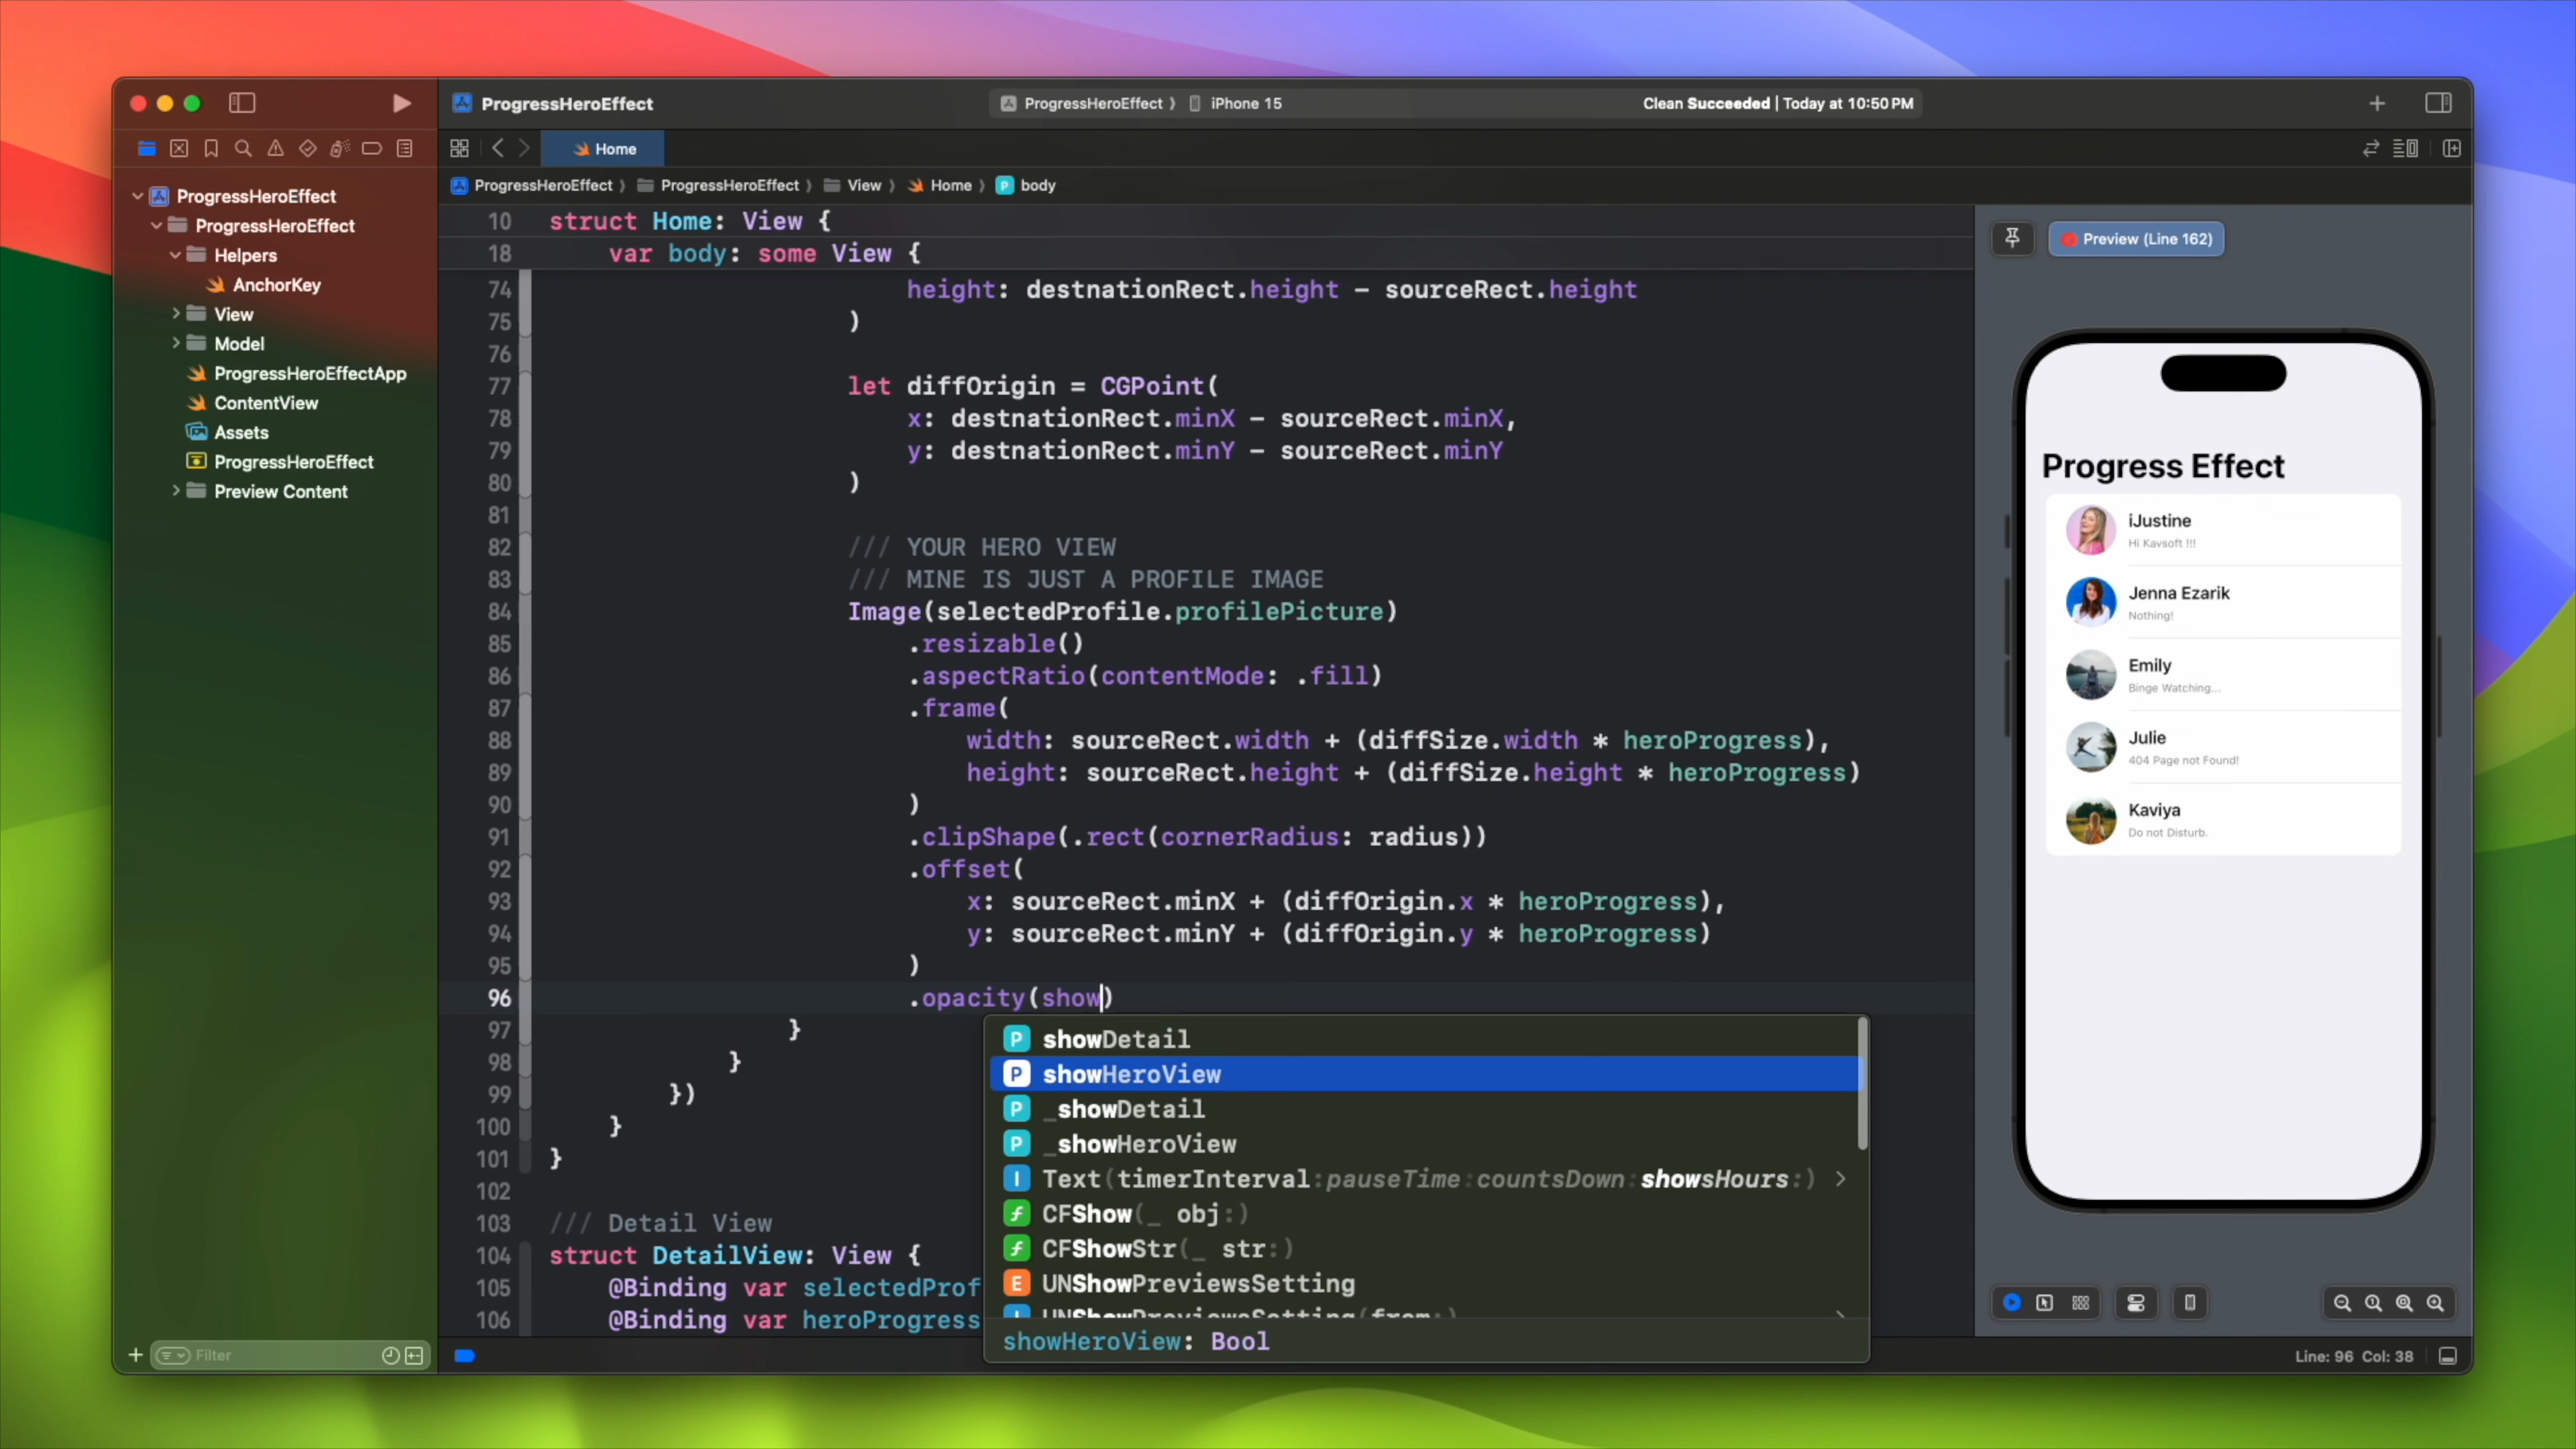 ProgressHeroEffect
ProgressHeroEffect ⟩ iPhone 15
Clean Succeeded | Today at 10:50 PM
Home
ProgressHeroEffect ⟩ ProgressHeroEffect ⟩ View ⟩ Home ⟩ P body
ProgressHeroEffect
ProgressHeroEffect
Helpers
AnchorKey
View
Model
ProgressHeroEffectApp
ContentView
Assets
ProgressHeroEffect
Preview Content
Filter
10 struct Home: View {
18 var body: some View {
74 height: destnationRect.height - sourceRect.height
75 )
76
77 let diffOrigin = CGPoint(
78 x: destnationRect.minX - sourceRect.minX,
79 y: destnationRect.minY - sourceRect.minY
80 )
81
82 /// YOUR HERO VIEW
83 /// MINE IS JUST A PROFILE IMAGE
84 Image(selectedProfile.profilePicture)
85 .resizable()
86 .aspectRatio(contentMode: .fill)
87 .frame(
88 width: sourceRect.width + (diffSize.width * heroProgress),
89 height: sourceRect.height + (diffSize.height * heroProgress)
90 )
91 .clipShape(.rect(cornerRadius: radius))
92 .offset(
93 x: sourceRect.minX + (diffOrigin.x * heroProgress),
94 y: sourceRect.minY + (diffOrigin.y * heroProgress)
95 )
96 .opacity(show)
97 }
98 }
99 })
100 }
101 }
102
103 /// Detail View
104 struct DetailView: View {
105 @Binding var selectedProf
106 @Binding var heroProgress
P showDetail
P showHeroView
P _showDetail
P _showHeroView
I Text(timerInterval:pauseTime:countsDown:showsHours:)
f CFShow(_ obj:)
f CFShowStr(_ str:)
E UNShowPreviewsSetting
I UNShowPreviewsSetting(from:)
showHeroView: Bool
Preview (Line 162)
Progress Effect
iJustine
Hi Kavsoft !!!
Jenna Ezarik
Nothing!
Emily
Binge Watching...
Julie
404 Page not Found!
Kaviya
Do not Disturb.
Line: 96 Col: 38